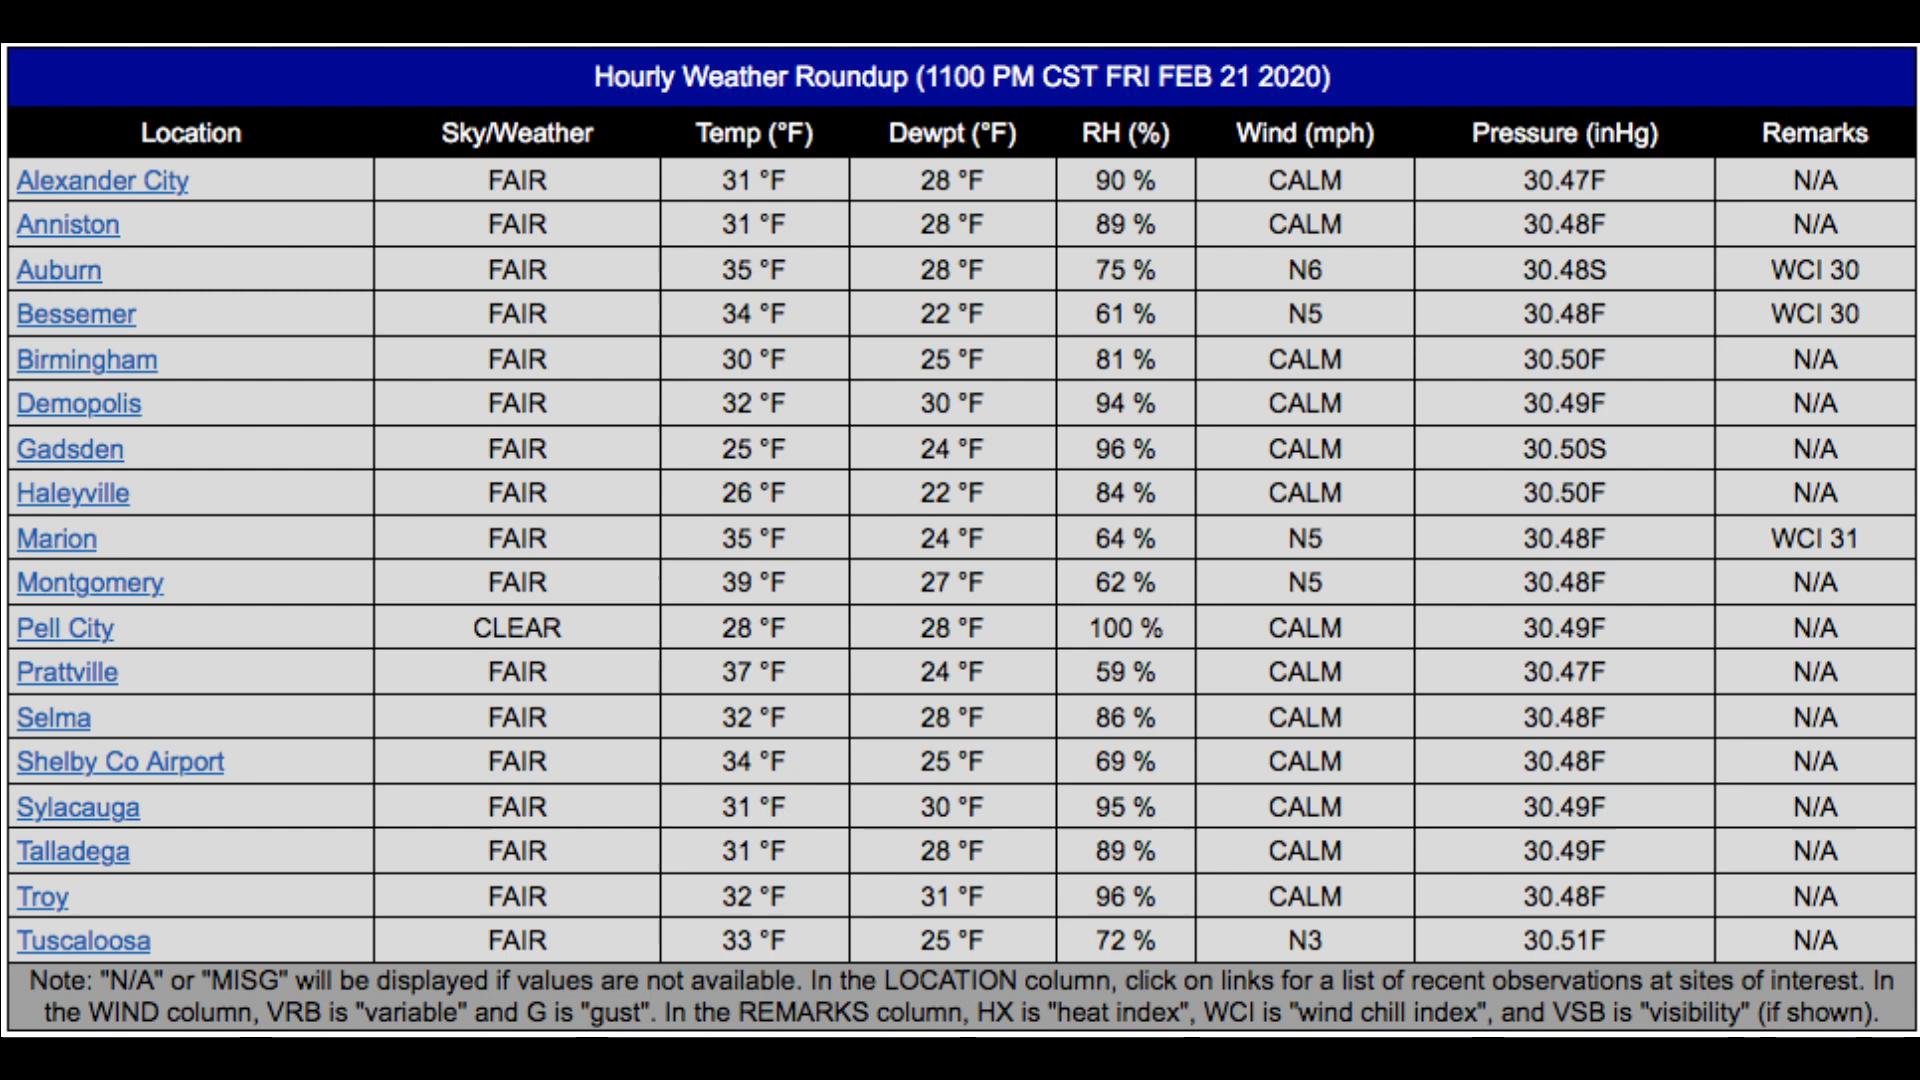 Hourly Weather Roundup (1100 PM CST FRI FEB 21 2020)
Location Sky/Weather Temp (°F) Dewpt (°F) RH (%) Wind (mph) Pressure (inHg) Remarks
Alexander City FAIR 31 °F 28 °F 90 % CALM 30.47F N/A
Anniston FAIR 31 °F 28 °F 89 % CALM 30.48F N/A
Auburn FAIR 35 °F 28 °F 75 % N6 30.48S WCI 30
Bessemer FAIR 34 °F 22 °F 61 % N5 30.48F WCI 30
Birmingham FAIR 30 °F 25 °F 81 % CALM 30.50F N/A
Demopolis FAIR 32 °F 30 °F 94 % CALM 30.49F N/A
Gadsden FAIR 25 °F 24 °F 96 % CALM 30.50S N/A
Haleyville FAIR 26 °F 22 °F 84 % CALM 30.50F N/A
Marion FAIR 35 °F 24 °F 64 % N5 30.48F WCI 31
Montgomery FAIR 39 °F 27 °F 62 % N5 30.48F N/A
Pell City CLEAR 28 °F 28 °F 100 % CALM 30.49F N/A
Prattville FAIR 37 °F 24 °F 59 % CALM 30.47F N/A
Selma FAIR 32 °F 28 °F 86 % CALM 30.48F N/A
Shelby Co Airport FAIR 34 °F 25 °F 69 % CALM 30.48F N/A
Sylacauga FAIR 31 °F 30 °F 95 % CALM 30.49F N/A
Talladega FAIR 31 °F 28 °F 89 % CALM 30.49F N/A
Troy FAIR 32 °F 31 °F 96 % CALM 30.48F N/A
Tuscaloosa FAIR 33 °F 25 °F 72 % N3 30.51F N/A
Note: "N/A" or "MISG" will be displayed if values are not available. In the LOCATION column, click on links for a list of recent observations at sites of interest. In
the WIND column, VRB is "variable" and G is "gust". In the REMARKS column, HX is "heat index", WCI is "wind chill index", and VSB is "visibility" (if shown).